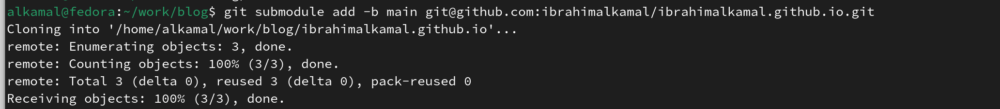 alkamal@fedora:~/work/blog$ git submodule add -b main git@github.com:ibrahimalkamal/ibrahimalkamal.github.io.git
Cloning into '/home/alkamal/work/blog/ibrahimalkamal.github.io'...
remote: Enumerating objects: 3, done.
remote: Counting objects: 100% (3/3), done.
remote: Total 3 (delta 0), reused 3 (delta 0), pack-reused 0
Receiving objects: 100% (3/3), done.